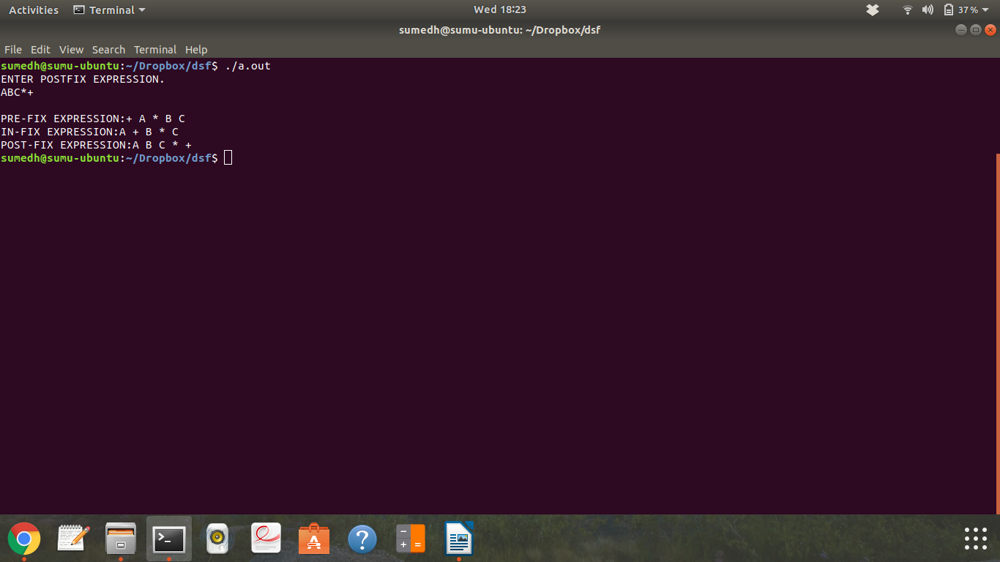 Activities Terminal Wed 18:23 37%
sumedh@sumu-ubuntu: ~/Dropbox/dsf
File Edit View Search Terminal Help
sumedh@sumu-ubuntu:~/Dropbox/dsf$ ./a.out
ENTER POSTFIX EXPRESSION.
ABC*+
PRE-FIX EXPRESSION:+ A * B C
IN-FIX EXPRESSION:A + B * C
POST-FIX EXPRESSION:A B C * +
sumedh@sumu-ubuntu:~/Dropbox/dsf$